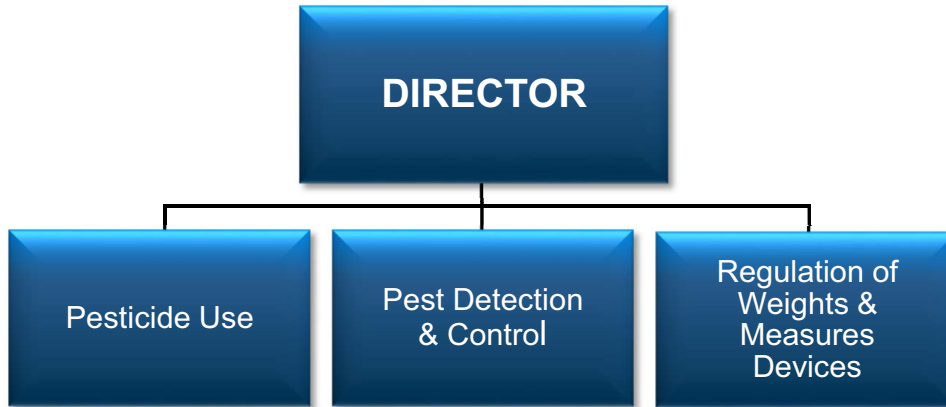 DIRECTOR
Pesticide Use
Pest Detection
& Control
Regulation of
Weights &
Measures
Devices